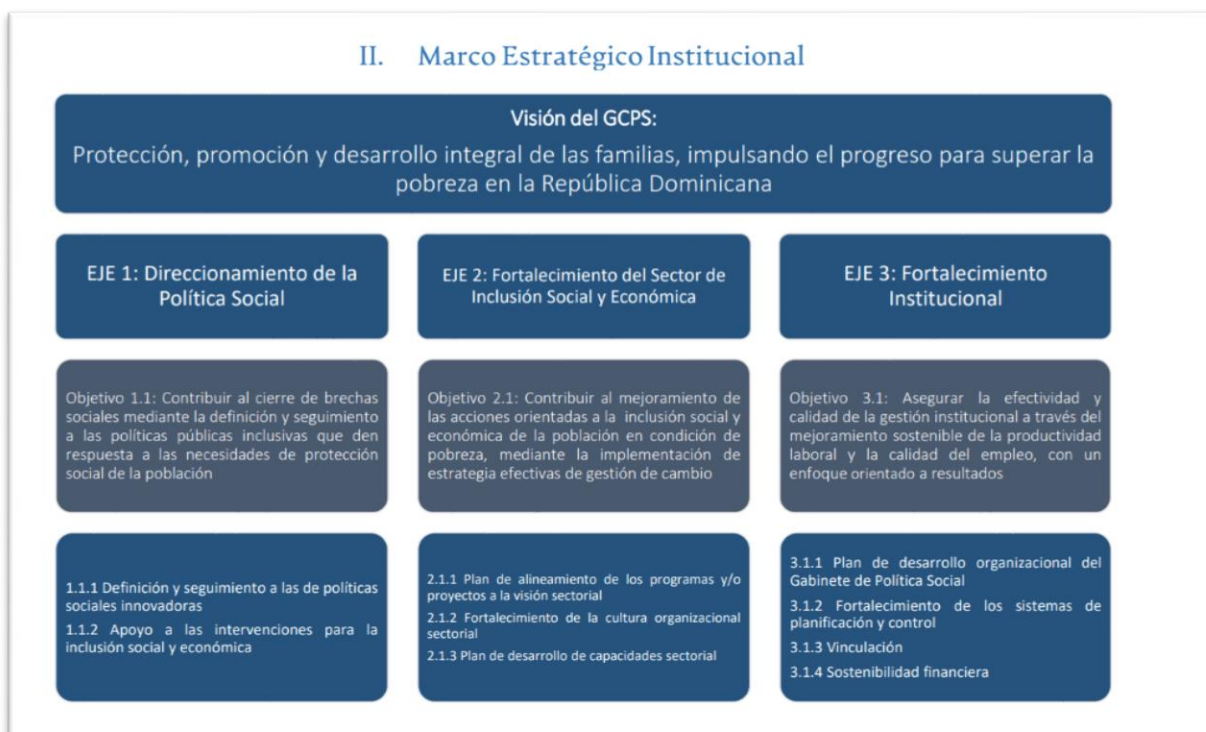 II. Marco Estratégico Institucional
Visión del GCPS:
Protección, promoción y desarrollo integral de las familias, impulsando el progreso para superar la
pobreza en la República Dominicana
EJE 1: Direccionamiento de la
Política Social
EJE 2: Fortalecimiento del Sector de
Inclusión Social y Económica
EJE 3: Fortalecimiento
Institucional
Objetivo 1.1: Contribuir al cierre de brechas
sociales mediante la definición y seguimiento
a las políticas públicas inclusivas que den
respuesta a las necesidades de protección
social de la población
Objetivo 2.1: Contribuir al mejoramiento de
las acciones orientadas a la inclusión social y
económica de la población en condición de
pobreza, mediante la implementación de
estrategia efectivas de gestión de cambio
Objetivo 3.1: Asegurar la efectividad y
calidad de la gestión institucional a través del
mejoramiento sostenible de la productividad
laboral y la calidad del empleo, con un
enfoque orientado a resultados
1.1.1 Definición y seguimiento a las de políticas
sociales innovadoras
1.1.2 Apoyo a las intervenciones para la
inclusión social y económica
2.1.1 Plan de alineamiento de los programas y/o
proyectos a la visión sectorial
2.1.2 Fortalecimiento de la cultura organizacional
sectorial
2.1.3 Plan de desarrollo de capacidades sectorial
3.1.1 Plan de desarrollo organizacional del
Gabinete de Política Social
3.1.2 Fortalecimiento de los sistemas de
planificación y control
3.1.3 Vinculación
3.1.4 Sostenibilidad financiera